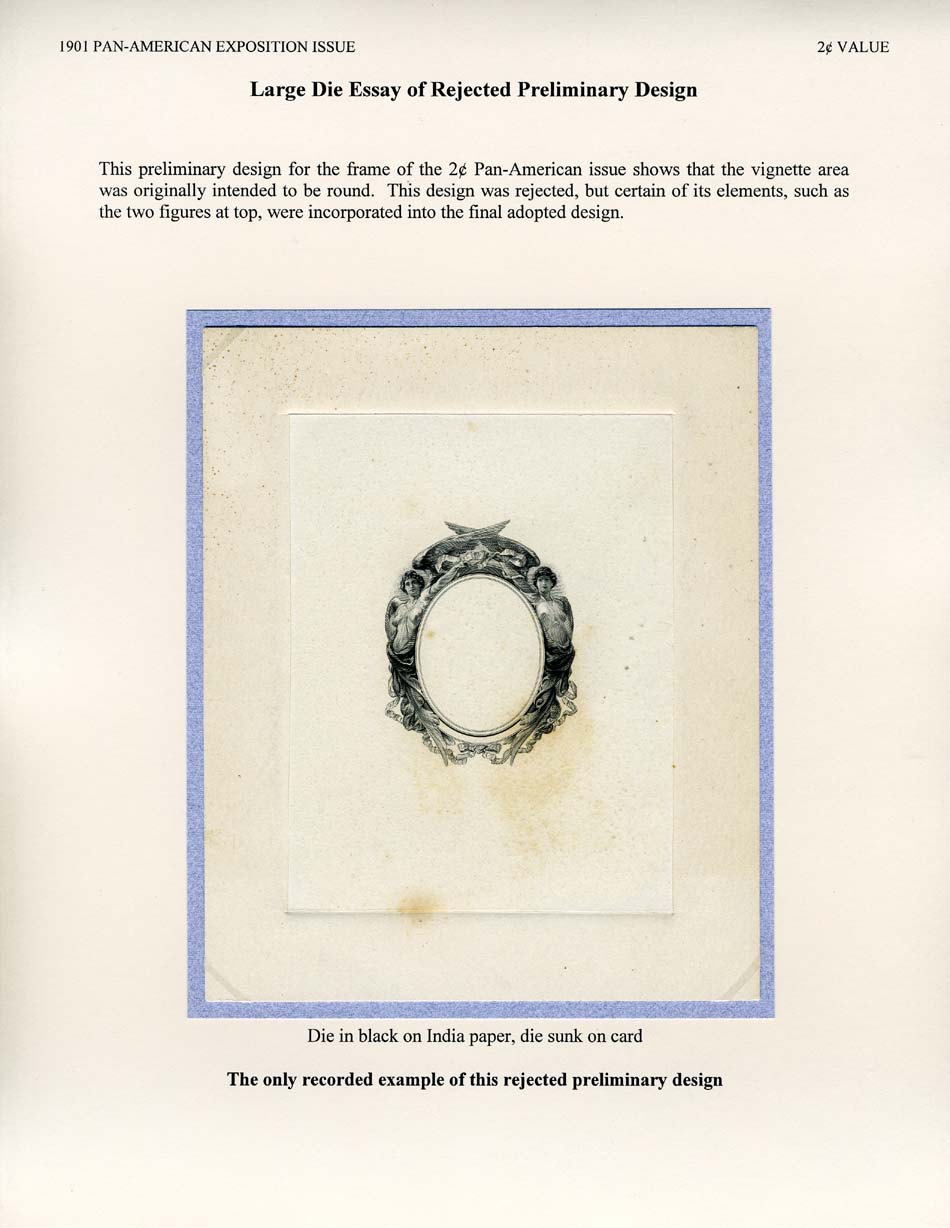 1901 PAN-AMERICAN EXPOSITION ISSUE
2¢ VALUE
Large Die Essay of Rejected Preliminary Design
This preliminary design for the frame of the 2¢ Pan-American issue shows that the vignette area
was originally intended to be round. This design was rejected, but certain of its elements, such as
the two figures at top, were incorporated into the final adopted design.
Die in black on India paper, die sunk on card
The only recorded example of this rejected preliminary design